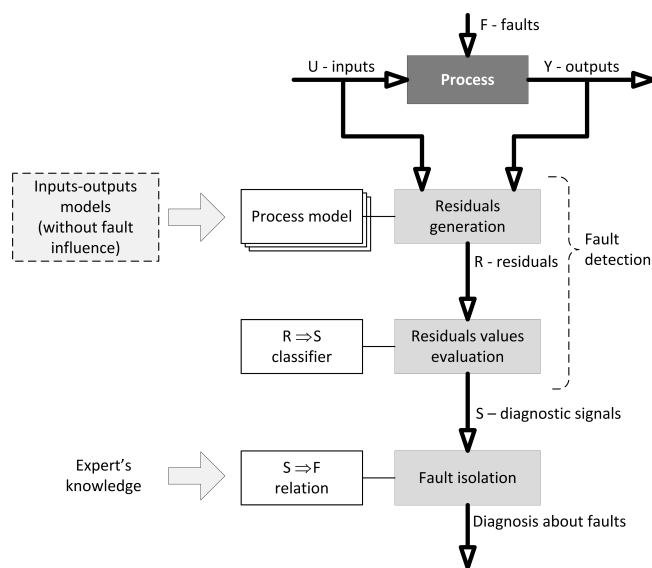 F - faults
U - inputs
Process
Y - outputs
Inputs-outputs
models
(without fault
influence)
Process model
Residuals
generation
Fault
detection
R - residuals
R ⇒ S
classifier
Residuals values
evaluation
S – diagnostic signals
Expert's
knowledge
S ⇒ F
relation
Fault isolation
Diagnosis about faults